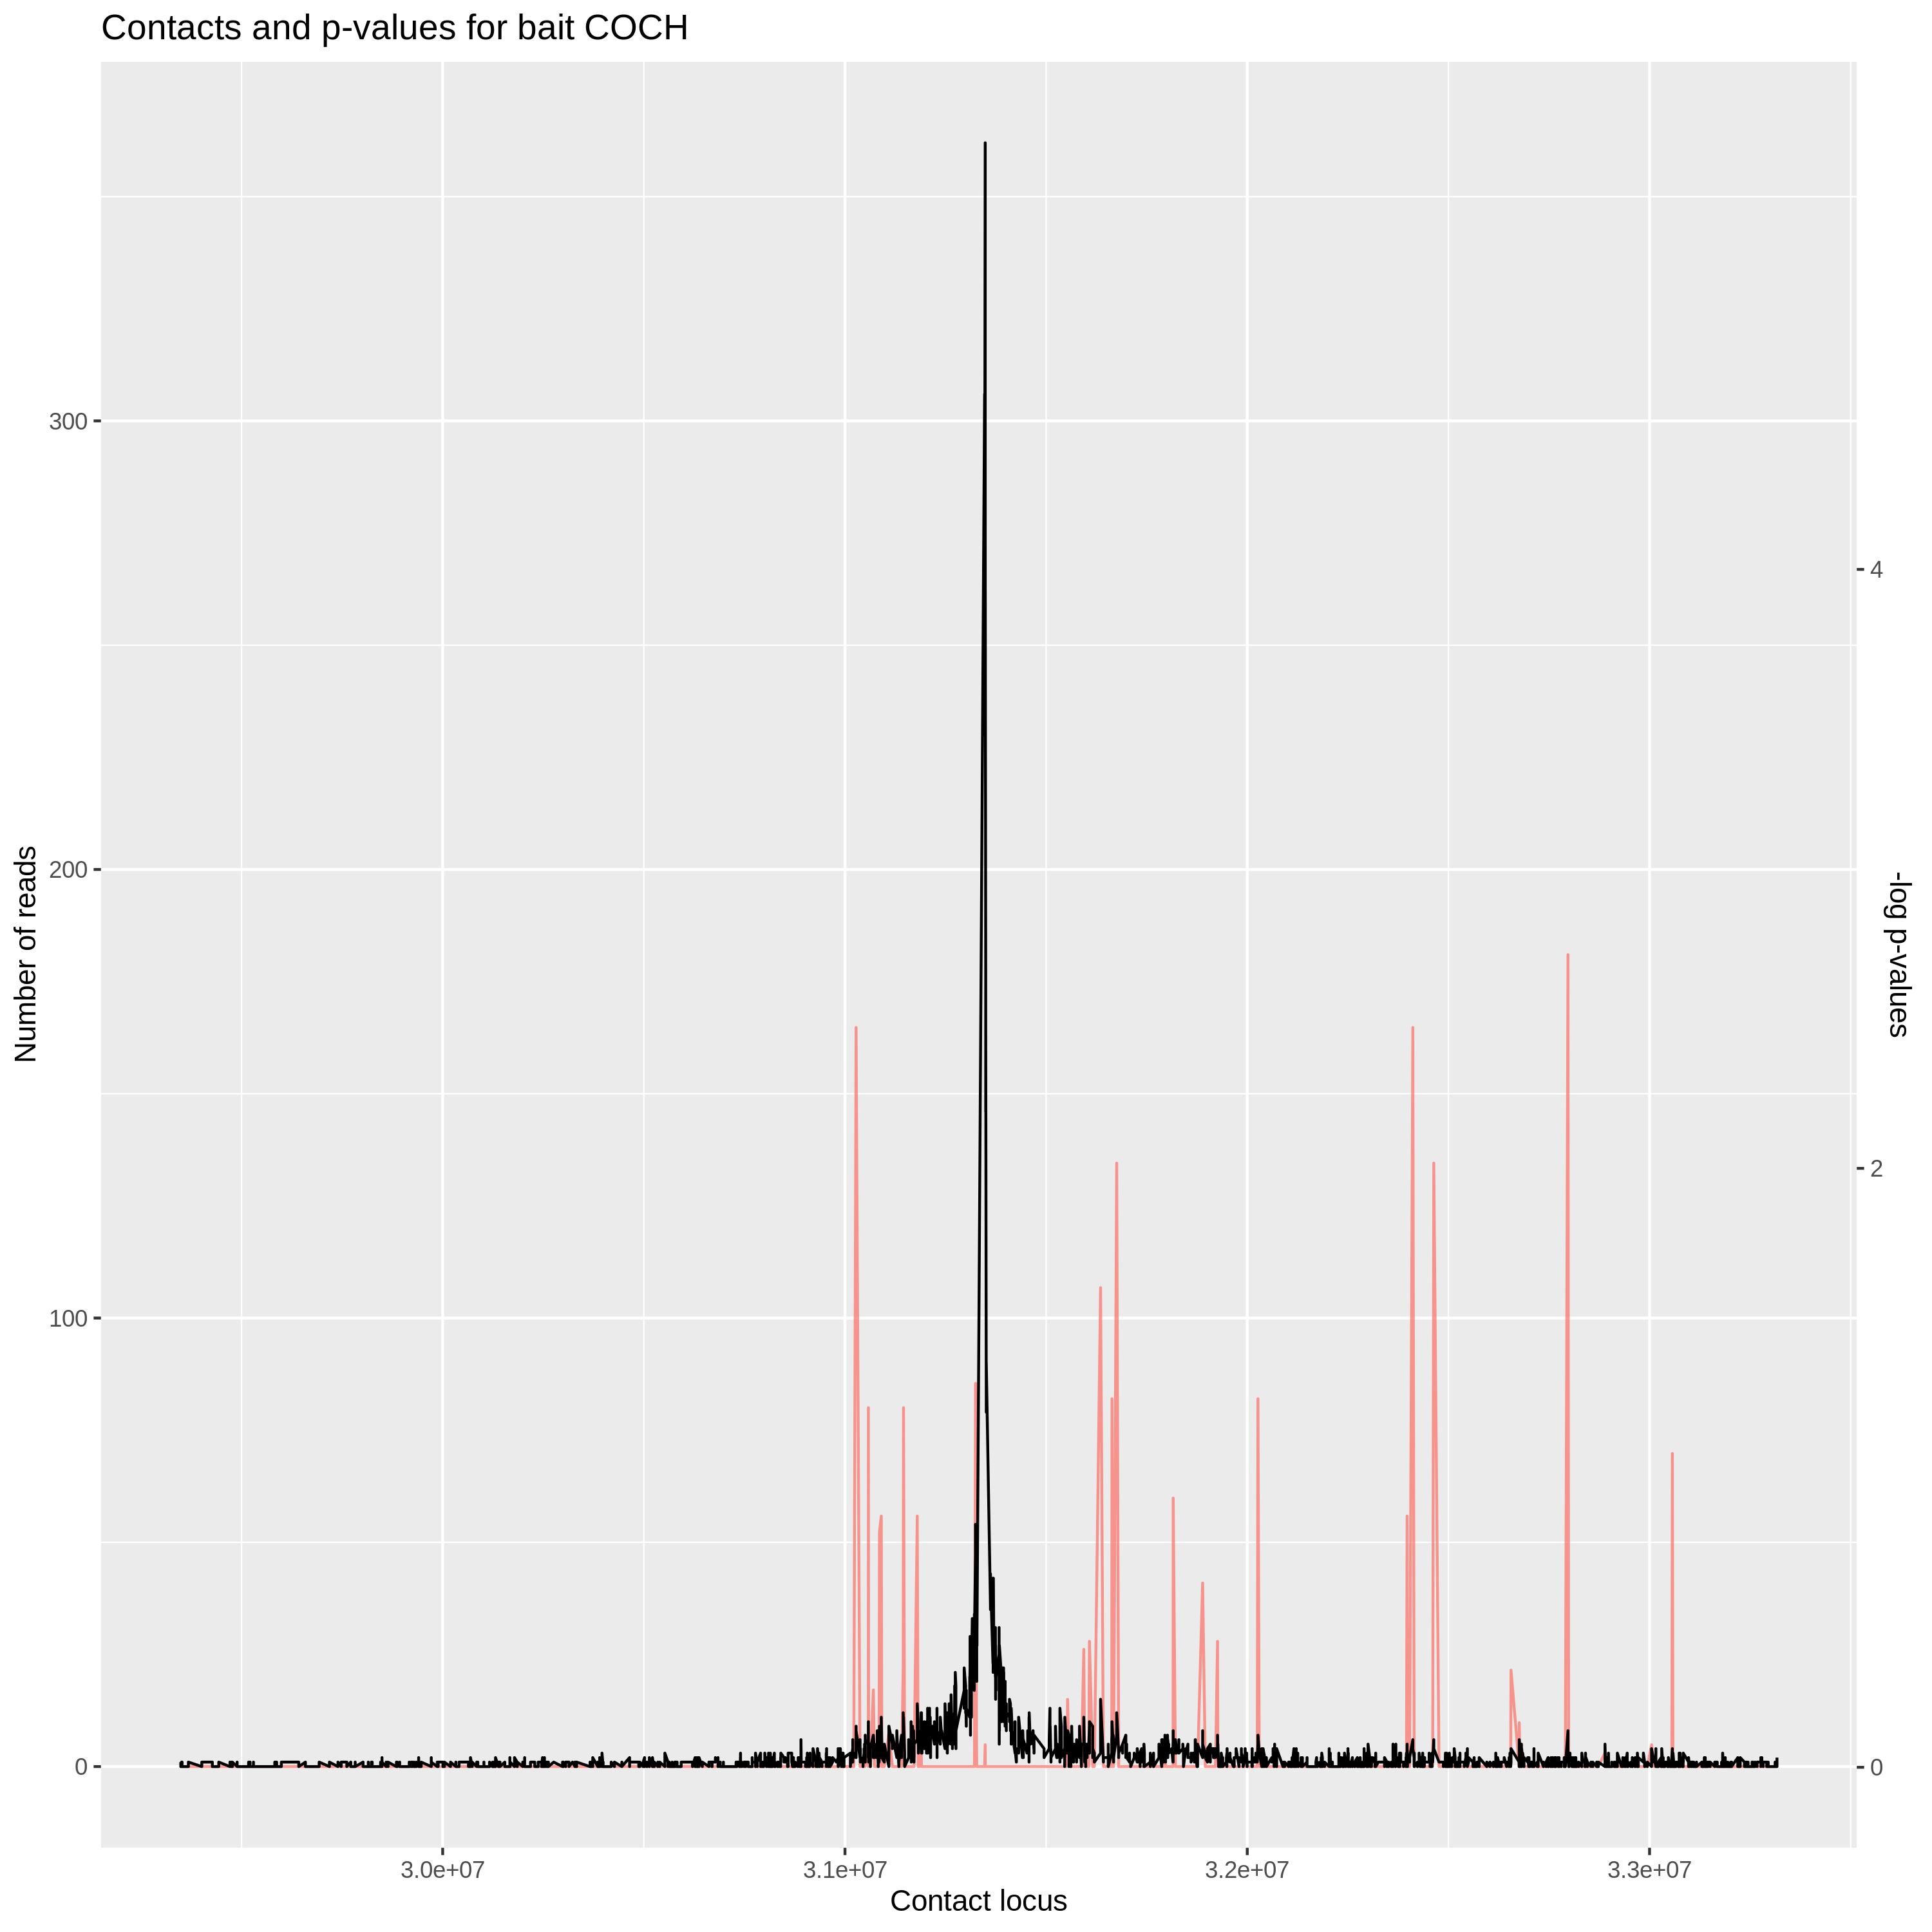 Contacts and p-values for bait COCH
300
200
100
0
Number of reads
4
2
0
-log p-values
3.0e+07
3.1e+07
3.2e+07
3.3e+07
Contact locus